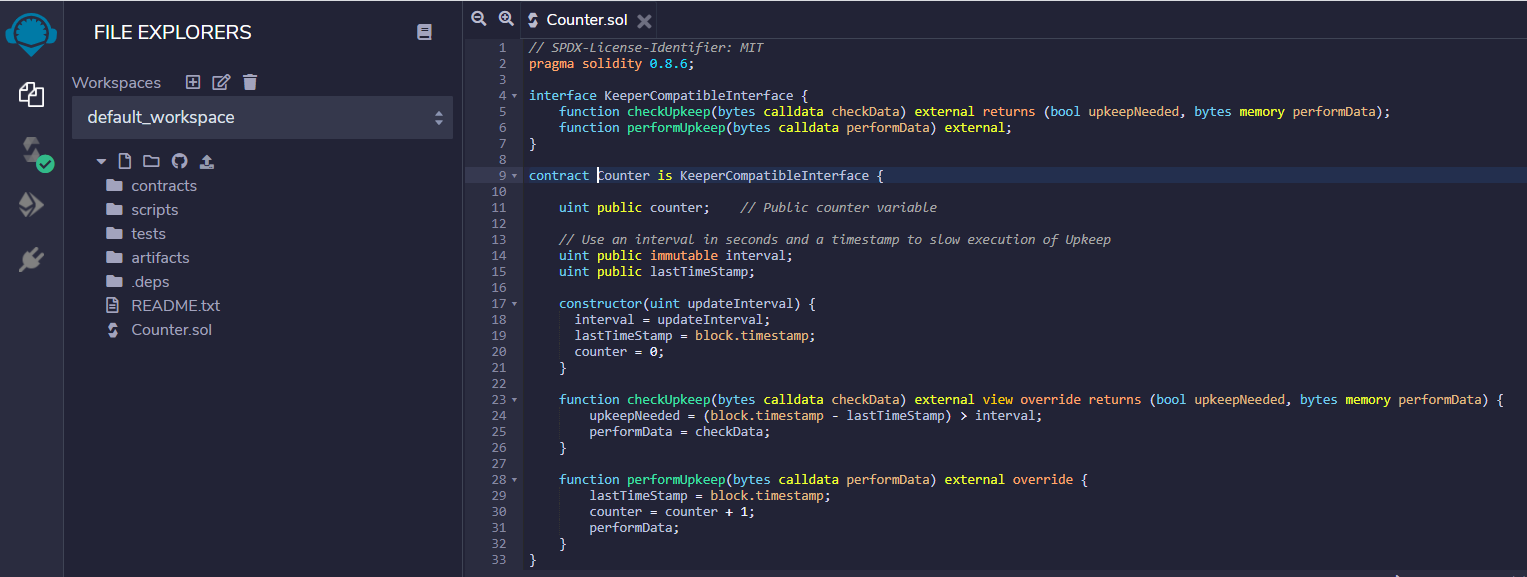 FILE EXPLORERS
Workspaces
default_workspace
contracts
scripts
tests
artifacts
.deps
README.txt
Counter.sol
Counter.sol
1 // SPDX-License-Identifier: MIT
2 pragma solidity 0.8.6;
3
4 interface KeeperCompatibleInterface {
5 function checkUpkeep(bytes calldata checkData) external returns (bool upkeepNeeded, bytes memory performData);
6 function performUpkeep(bytes calldata performData) external;
7 }
8
9 contract Counter is KeeperCompatibleInterface {
10
11 uint public counter; // Public counter variable
12
13 // Use an interval in seconds and a timestamp to slow execution of Upkeep
14 uint public immutable interval;
15 uint public lastTimeStamp;
16
17 constructor(uint updateInterval) {
18 interval = updateInterval;
19 lastTimeStamp = block.timestamp;
20 counter = 0;
21 }
22
23 function checkUpkeep(bytes calldata checkData) external view override returns (bool upkeepNeeded, bytes memory performData) {
24 upkeepNeeded = (block.timestamp - lastTimeStamp) > interval;
25 performData = checkData;
26 }
27
28 function performUpkeep(bytes calldata performData) external override {
29 lastTimeStamp = block.timestamp;
30 counter = counter + 1;
31 performData;
32 }
33 }